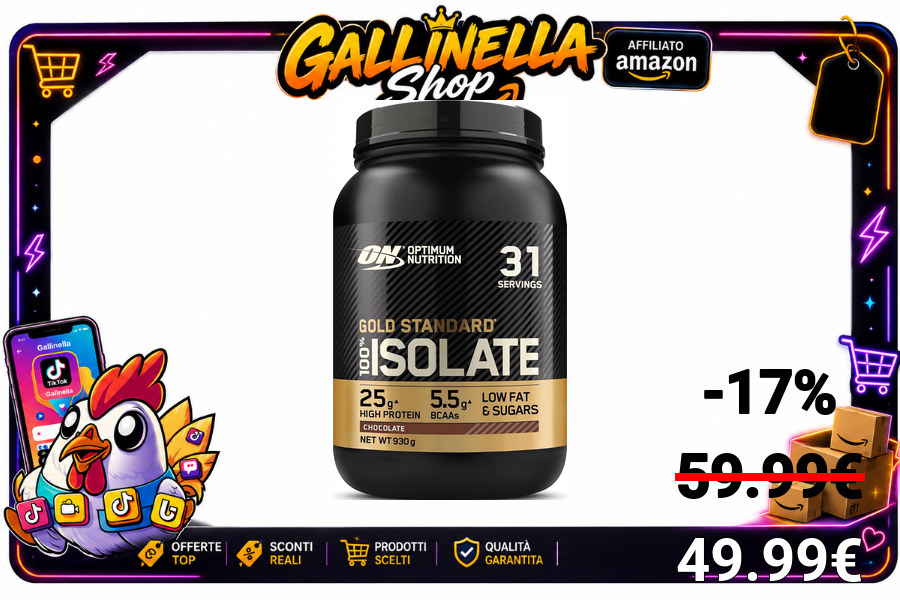 GALLINELLA
Shop
AFFILIATO
amazon
ON OPTIMUM
NUTRITION
31
SERVINGS
GOLD STANDARD
100% ISOLATE
25g
HIGH PROTEIN
5.5g
BCAAs
LOW FAT
& SUGARS
CHOCOLATE
NET WT 930 g
Gallinella
TikTok
Gallinella
-17%
59.99€
49.99€
OFFERTE
TOP
SCONTI
REALI
PRODOTTI
SCELTI
QUALITÀ
GARANTITA